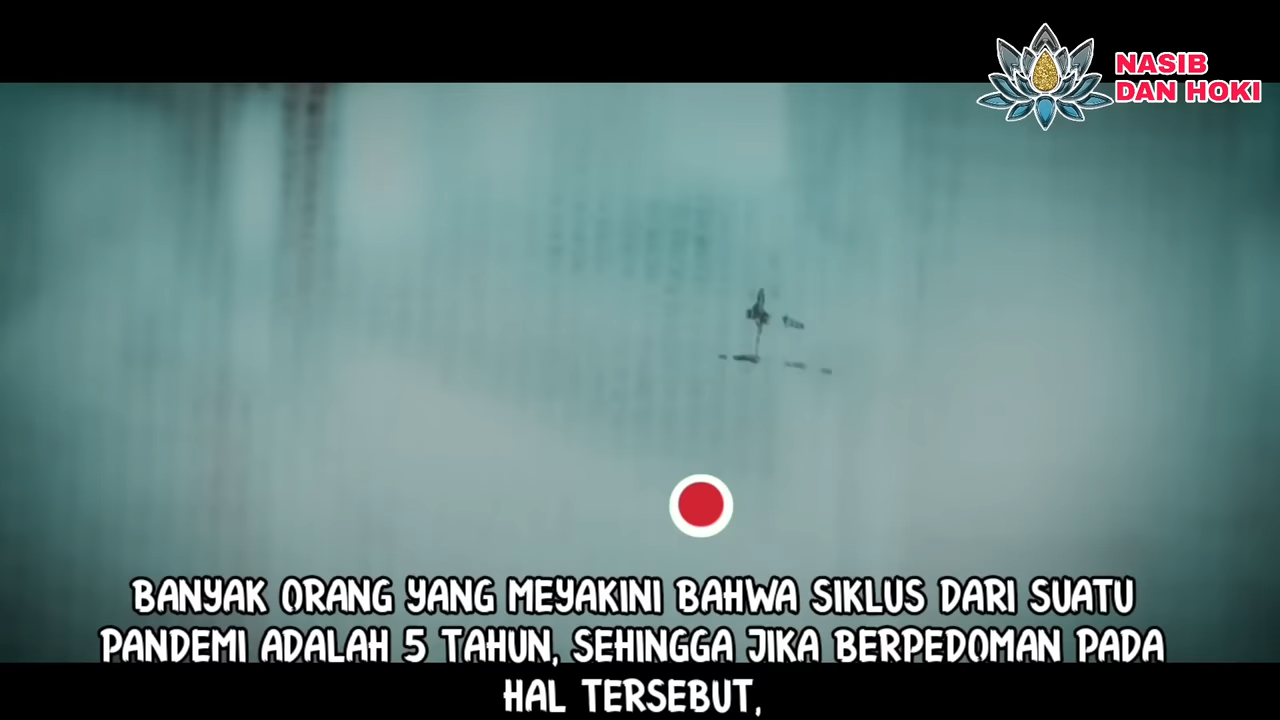 NASIB
DAN HOKI
BANYAK ORANG YANG MEYAKINI BAHWA SIKLUS DARI SUATU
PANDEMI ADALAH 5 TAHUN, SEHINGGA JIKA BERPEDOMAN PADA
HAL TERSEBUT,